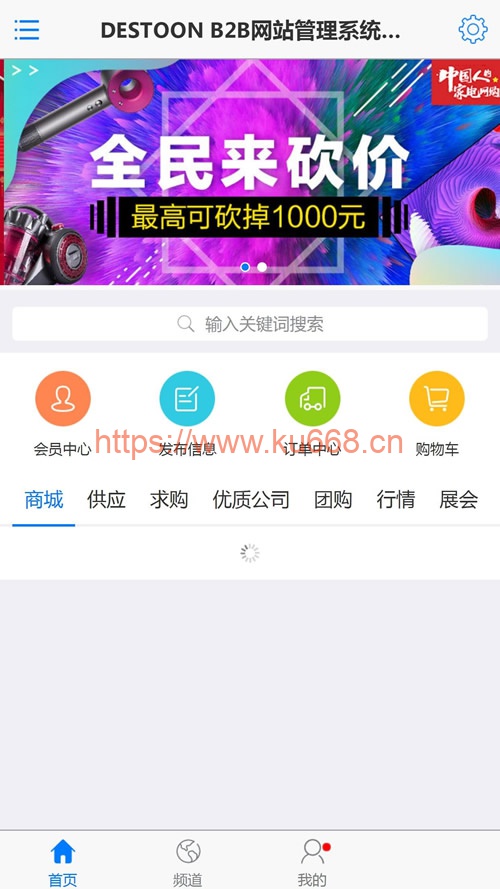 DESTOON B2B网站管理系统...
中国人的
家电网购
全民来砍价
最高可砍掉1000元
输入关键词搜索
会员中心 发布信息 订单中心 购物车
https://www.ku668.cn
商城 供应 求购 优质公司 团购 行情 展会
首页 频道 我的